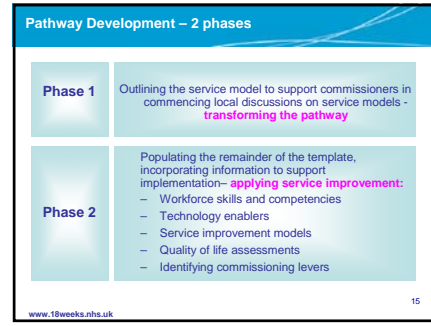 Pathway Development – 2 phases
Phase 1
Outlining the service model to support commissioners in
commencing local discussions on service models -
transforming the pathway
Phase 2
Populating the remainder of the template,
incorporating information to support
implementation– applying service improvement:
– Workforce skills and competencies
– Technology enablers
– Service improvement models
– Quality of life assessments
– Identifying commissioning levers
15
www.18weeks.nhs.uk